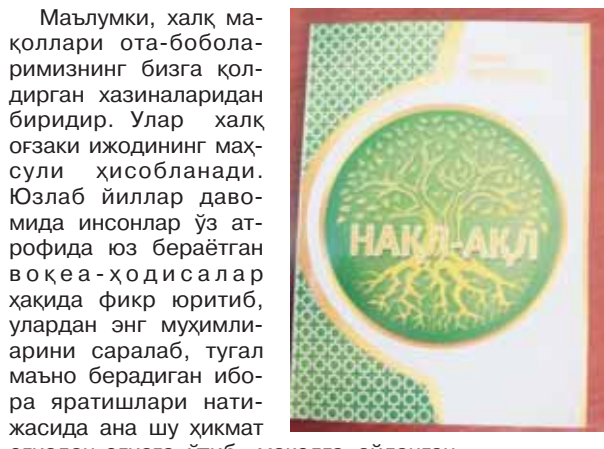 Маълумки, халқ ма-
қоллари ота-бобола-
римизнинг бизга қол-
дирган хазиналаридан
биридир. Улар халқ
оғзаки ижодининг маҳ-
сули ҳисобланади.
Юзлаб йиллар даво-
мида инсонлар ўз ат-
рофида юз бераётган
воқеа-ҳодисалар
ҳақида фикр юритиб,
улардан энг муҳимли-
арини саралаб, тугал
маъно берадиган ибо-
ра яратишлари нати-
жасида ана шу ҳикмат
НАҚЛ-АҚЛ